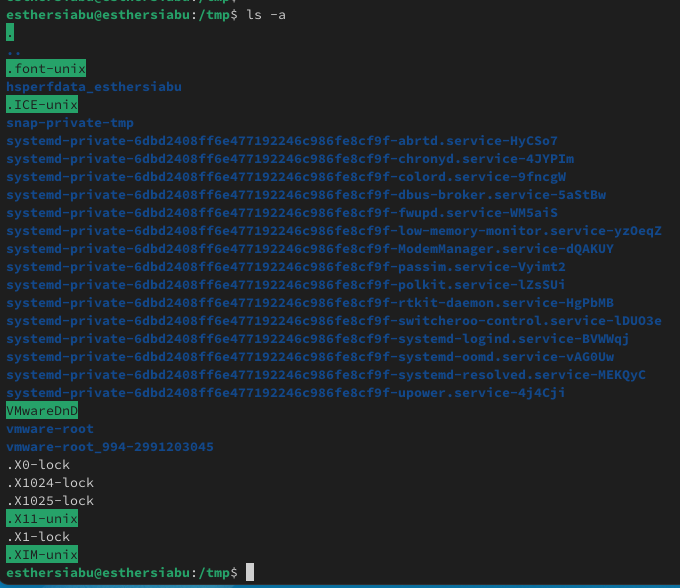 esthersiabu@esthersiabu:/tmp$ ls -a
.
..
.font-unix
hsperfdata_esthersiabu
.ICE-unix
snap-private-tmp
systemd-private-6dbd2408ff6e477192246c986fe8cf9f-abrtd.service-HyCSo7
systemd-private-6dbd2408ff6e477192246c986fe8cf9f-chronyd.service-4JYPIm
systemd-private-6dbd2408ff6e477192246c986fe8cf9f-colord.service-9fncgW
systemd-private-6dbd2408ff6e477192246c986fe8cf9f-dbus-broker.service-5aStBw
systemd-private-6dbd2408ff6e477192246c986fe8cf9f-fwupd.service-WM5aiS
systemd-private-6dbd2408ff6e477192246c986fe8cf9f-low-memory-monitor.service-yzOeqZ
systemd-private-6dbd2408ff6e477192246c986fe8cf9f-ModemManager.service-dQAKUY
systemd-private-6dbd2408ff6e477192246c986fe8cf9f-passim.service-Vyimt2
systemd-private-6dbd2408ff6e477192246c986fe8cf9f-polkit.service-lZsSUi
systemd-private-6dbd2408ff6e477192246c986fe8cf9f-rtkit-daemon.service-HgPbMB
systemd-private-6dbd2408ff6e477192246c986fe8cf9f-switcheroo-control.service-lDUO3e
systemd-private-6dbd2408ff6e477192246c986fe8cf9f-systemd-logind.service-BVWWqj
systemd-private-6dbd2408ff6e477192246c986fe8cf9f-systemd-oomd.service-vAG0Uw
systemd-private-6dbd2408ff6e477192246c986fe8cf9f-systemd-resolved.service-MEKQyC
systemd-private-6dbd2408ff6e477192246c986fe8cf9f-upower.service-4j4Cji
VMwareDnD
vmware-root
vmware-root_994-2991203045
.X0-lock
.X1024-lock
.X1025-lock
.X11-unix
.X1-lock
.XIM-unix
esthersiabu@esthersiabu:/tmp$